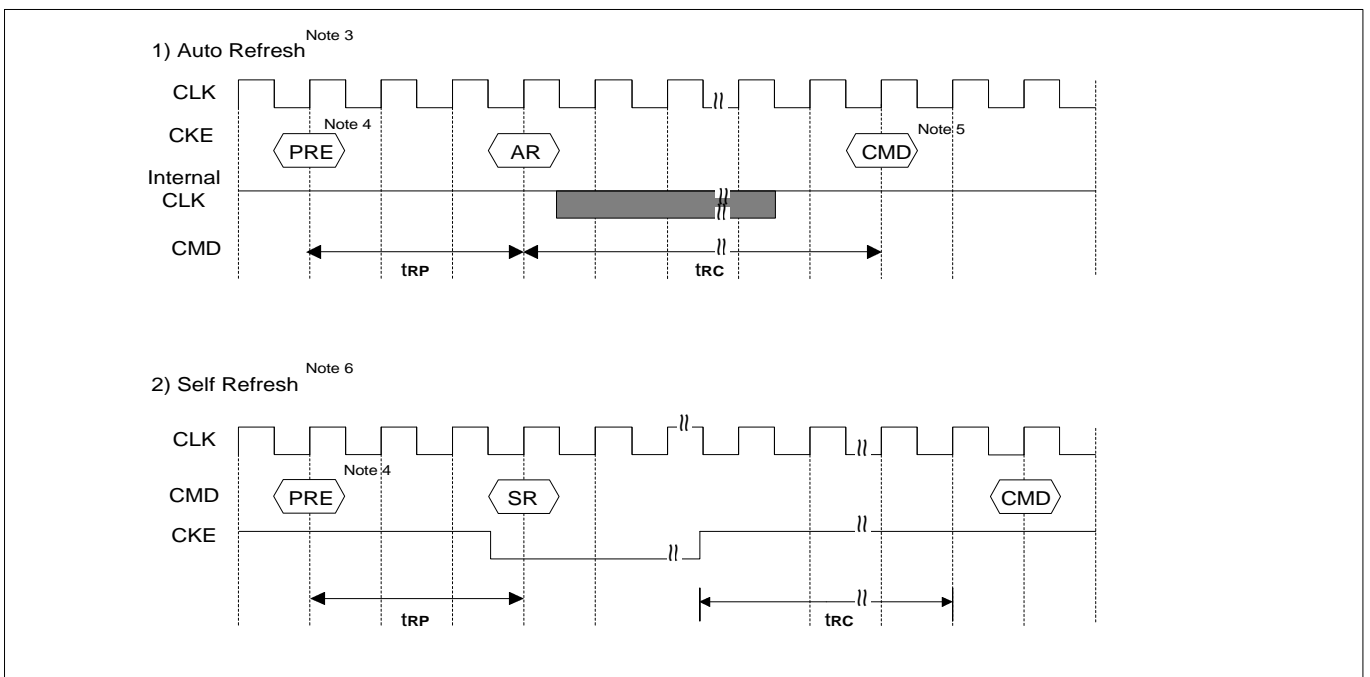 1) Auto Refresh Note 3
CLK
CKE
PRE Note 4 AR CMD Note 5
Internal
CLK
CMD
tRP tRC
2) Self Refresh Note 6
CLK
CMD
PRE Note 4 SR CMD
CKE
tRP tRC